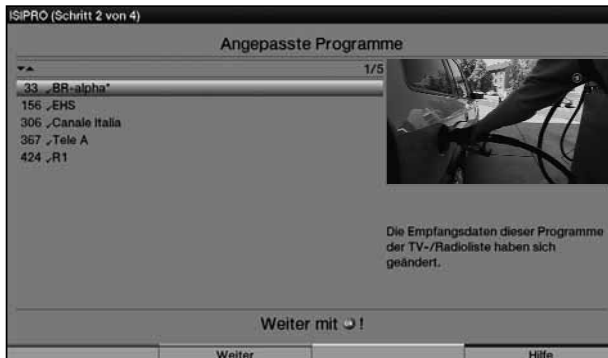 ISIPRO (Schritt 2 von 4)
Angepasste Programme
1/5
33 BR-alpha*
156 EHS
306 Canale Italia
367 Tele A
424 R1
Die Empfangsdaten dieser Programme
der TV-/Radioliste haben sich
geändert.
Weiter mit !
Weiter
Hilfe